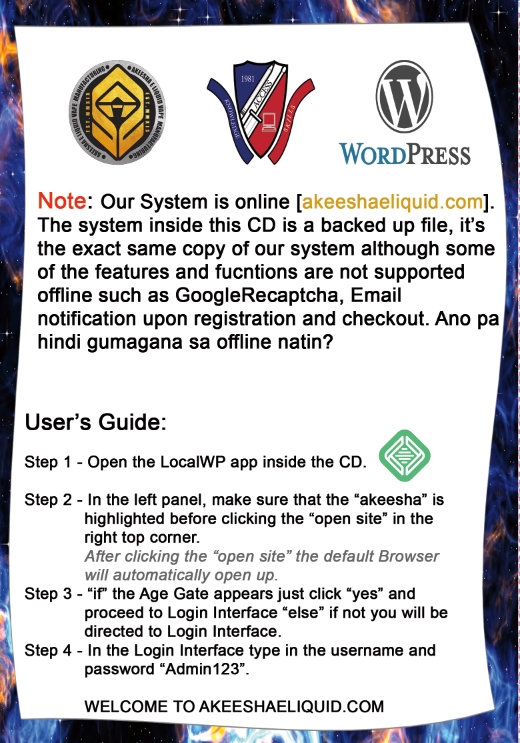 AKEESHA E LIQUID VAPE MANUFACTURING
1981
ACCESS
KNOWLEDGE
WORDPRESS
Note: Our System is online [akeeshaeliquid.com].
The system inside this CD is a backed up file, it's
the exact same copy of our system although some
of the features and fucntions are not supported
offline such as GoogleRecaptcha, Email
notification upon registration and checkout. Ano pa
hindi gumagana sa offline natin?
User's Guide:
Step 1 - Open the LocalWP app inside the CD.
Step 2 - In the left panel, make sure that the "akeesha" is
highlighted before clicking the "open site" in the
right top corner.
After clicking the "open site" the default Browser
will automatically open up.
Step 3 - "if" the Age Gate appears just click "yes" and
proceed to Login Interface "else" if not you will be
directed to Login Interface.
Step 4 - In the Login Interface type in the username and
password "Admin123".
WELCOME TO AKEESHAELIQUID.COM